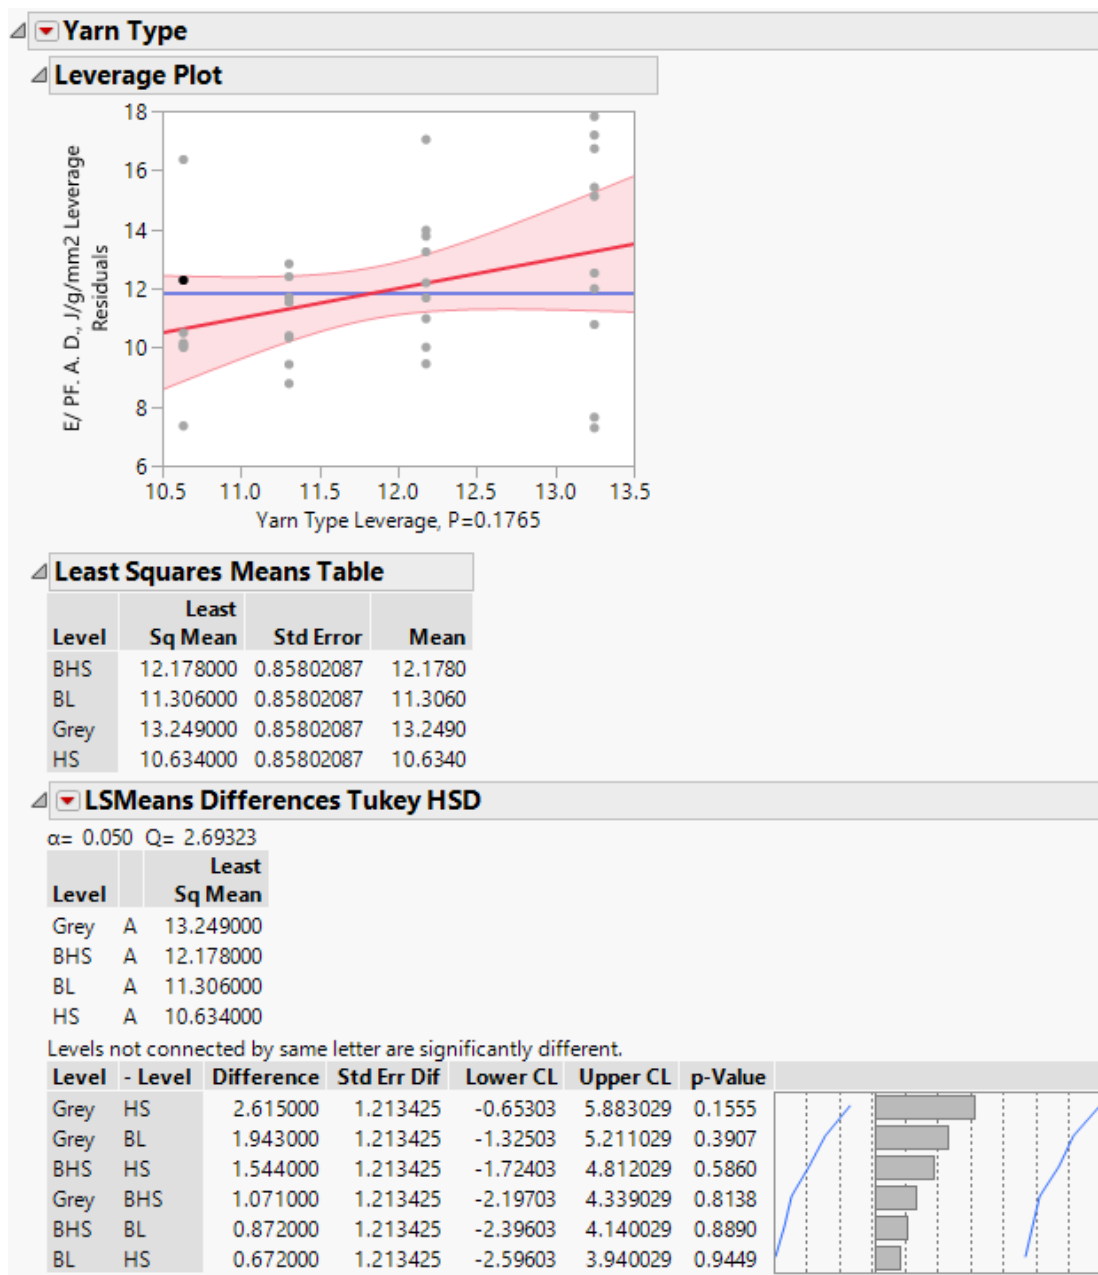 Yarn Type
Leverage Plot
E/ PF. A. D., J/g/mm2 Leverage
Residuals
18
16
14
12
10
8
6
10.5 11.0 11.5 12.0 12.5 13.0 13.5
Yarn Type Leverage, P=0.1765
Least Squares Means Table
Least
Level Sq Mean Std Error Mean
BHS 12.178000 0.85802087 12.1780
BL 11.306000 0.85802087 11.3060
Grey 13.249000 0.85802087 13.2490
HS 10.634000 0.85802087 10.6340
LSMeans Differences Tukey HSD
α= 0.050 Q= 2.69323
Least
Level Sq Mean
Grey A 13.249000
BHS A 12.178000
BL A 11.306000
HS A 10.634000
Levels not connected by same letter are significantly different.
Level - Level Difference Std Err Dif Lower CL Upper CL p-Value
Grey HS 2.615000 1.213425 -0.65303 5.883029 0.1555
Grey BL 1.943000 1.213425 -1.32503 5.211029 0.3907
BHS HS 1.544000 1.213425 -1.72403 4.812029 0.5860
Grey BHS 1.071000 1.213425 -2.19703 4.339029 0.8138
BHS BL 0.872000 1.213425 -2.39603 4.140029 0.8890
BL HS 0.672000 1.213425 -2.59603 3.940029 0.9449